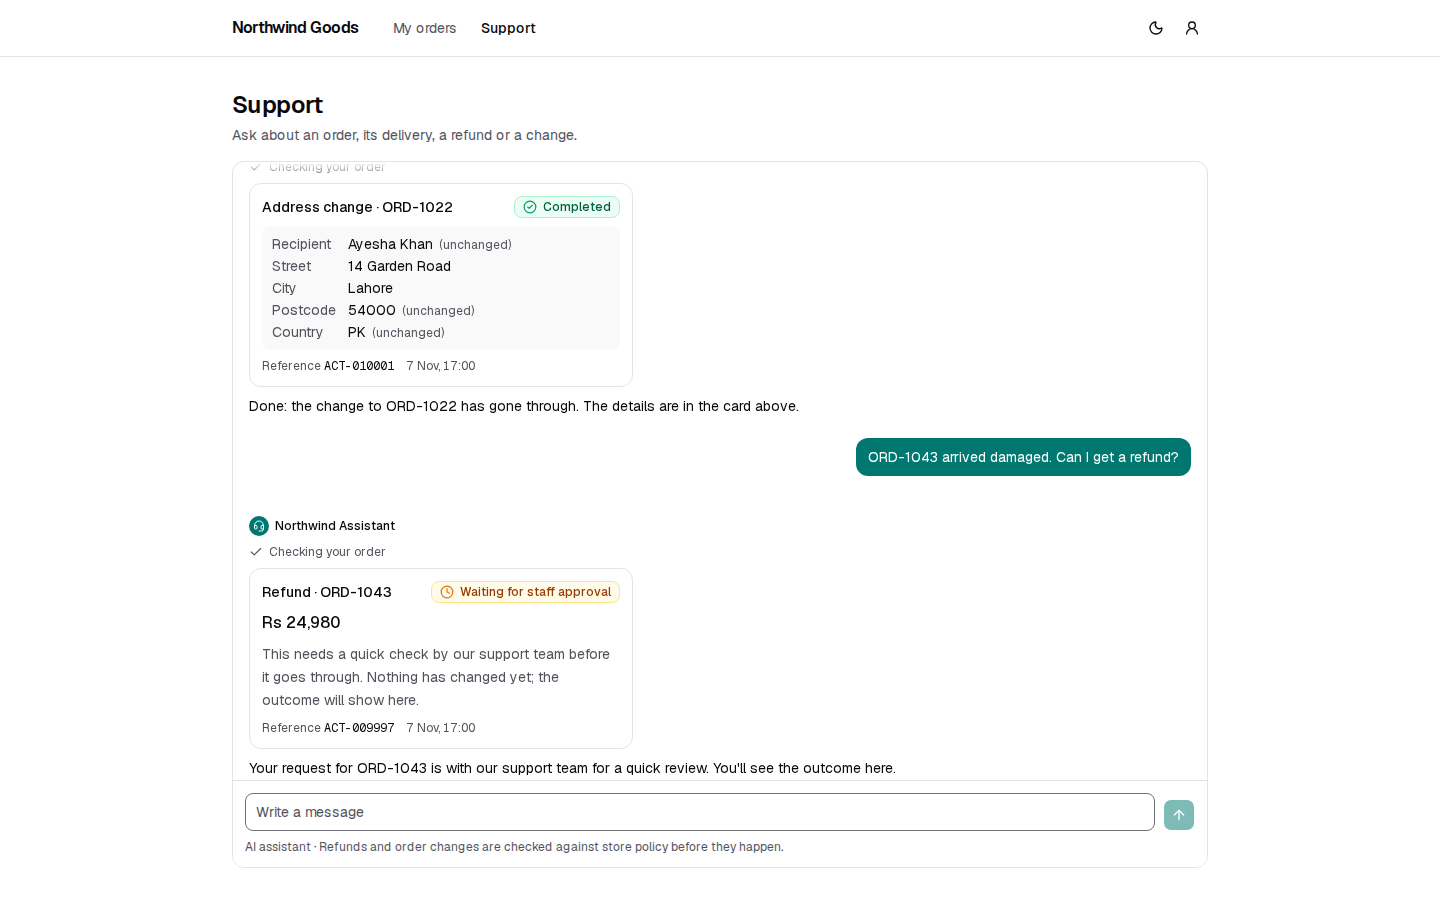 Northwind Goods My orders Support
Support
Ask about an order, its delivery, a refund or a change.
Checking your order
Address change · ORD-1022 Completed
Recipient Ayesha Khan (unchanged)
Street 14 Garden Road
City Lahore
Postcode 54000 (unchanged)
Country PK (unchanged)
Reference ACT-010001 7 Nov, 17:00
Done: the change to ORD-1022 has gone through. The details are in the card above.
ORD-1043 arrived damaged. Can I get a refund?
Northwind Assistant
Checking your order
Refund · ORD-1043 Waiting for staff approval
Rs 24,980
This needs a quick check by our support team before
it goes through. Nothing has changed yet; the
outcome will show here.
Reference ACT-009997 7 Nov, 17:00
Your request for ORD-1043 is with our support team for a quick review. You'll see the outcome here.
Write a message
AI assistant · Refunds and order changes are checked against store policy before they happen.